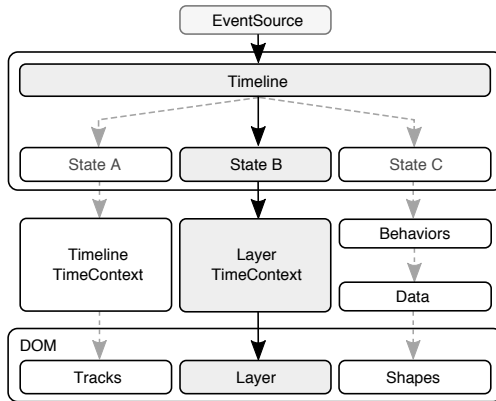 EventSource
Timeline
State A
State B
State C
Timeline
TimeContext
Layer
TimeContext
Behaviors
Data
DOM
Tracks
Layer
Shapes